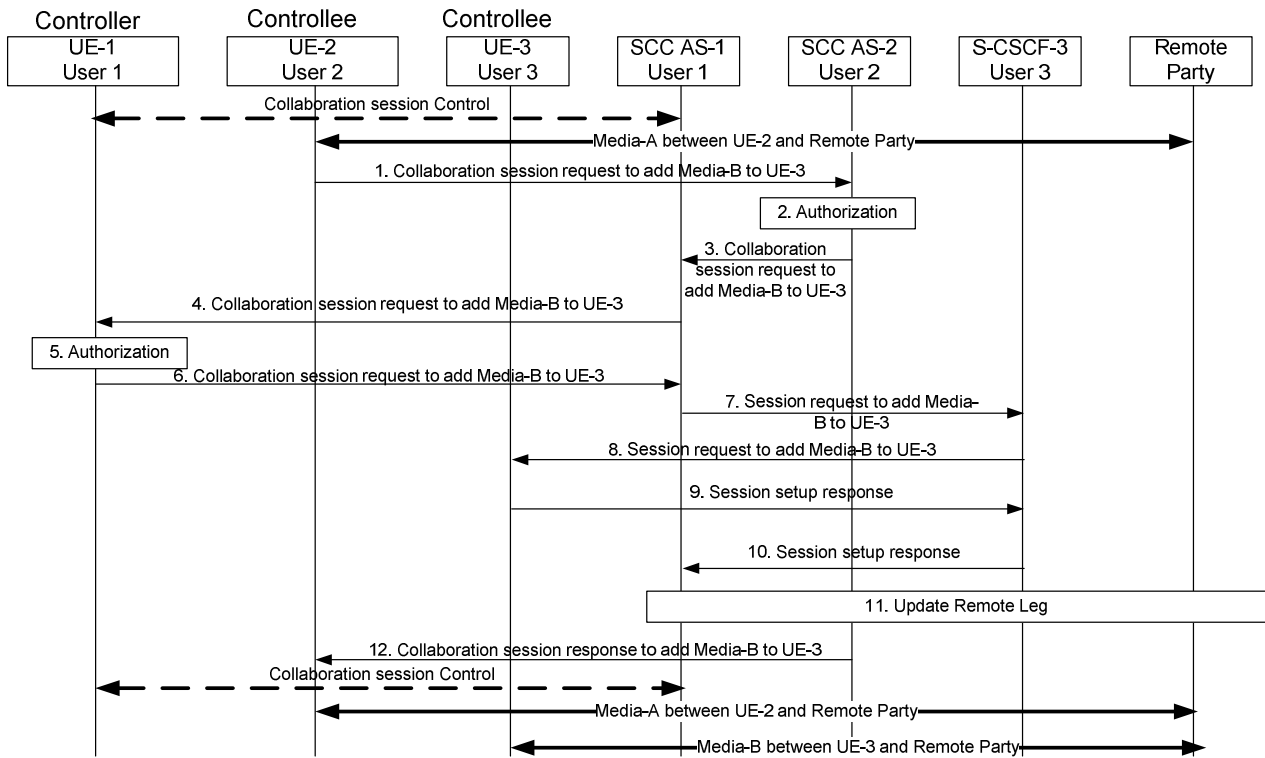 Controller
Controllee
Controllee
UE-1
User 1
UE-2
User 2
UE-3
User 3
SCC AS-1
User 1
SCC AS-2
User 2
S-CSCF-3
User 3
Remote
Party
Collaboration session Control
Media-A between UE-2 and Remote Party
1. Collaboration session request to add Media-B to UE-3
2. Authorization
3. Collaboration
session request to
add Media-B to UE-3
4. Collaboration session request to add Media-B to UE-3
5. Authorization
6. Collaboration session request to add Media-B to UE-3
7. Session request to add Media-
B to UE-3
8. Session request to add Media-B to UE-3
9. Session setup response
10. Session setup response
11. Update Remote Leg
12. Collaboration session response to add Media-B to UE-3
Collaboration session Control
Media-A between UE-2 and Remote Party
Media-B between UE-3 and Remote Party